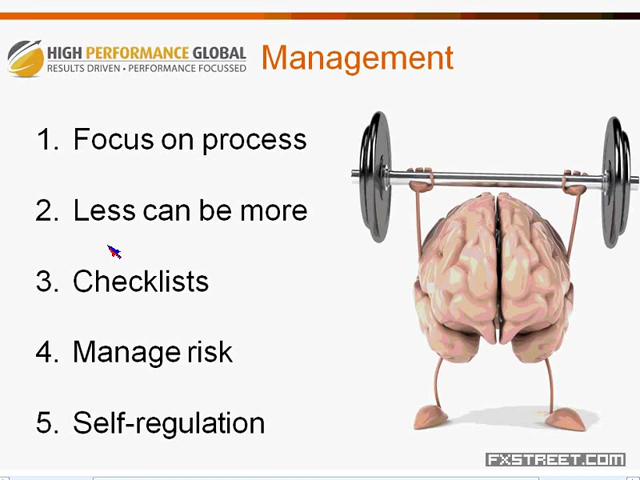 HIGH PERFORMANCE GLOBAL
RESULTS DRIVEN • PERFORMANCE FOCUSSED
Management
1. Focus on process
2. Less can be more
3. Checklists
4. Manage risk
5. Self-regulation
FXSTREET.COM